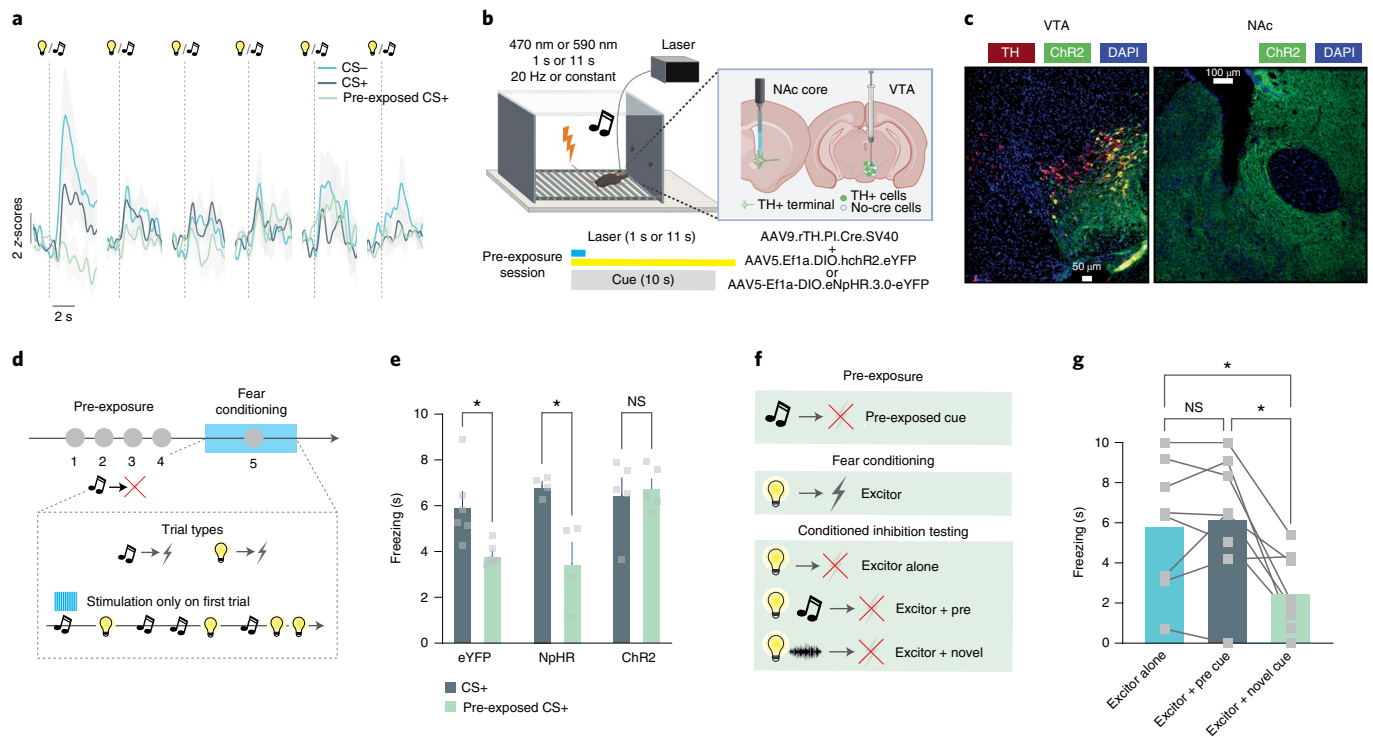 a
CS–
CS+
Pre-exposed CS+
2 z-scores
2 s
b
470 nm or 590 nm
1 s or 11 s
20 Hz or constant
Laser
NAc core
VTA
TH+ terminal
TH+ cells
No-cre cells
Pre-exposure
session
Laser (1 s or 11 s)
Cue (10 s)
AAV9.rTH.PI.Cre.SV40
+
AAV5.Ef1a.DIO.hchR2.eYFP
or
AAV5-Ef1a-DIO.eNpHR.3.0-eYFP
c
VTA
TH
ChR2
DAPI
50 µm
NAc
ChR2
DAPI
100 µm
d
Pre-exposure
Fear
conditioning
1
2
3
4
5
Trial types
Stimulation only on first trial
e
Freezing (s)
10
8
6
4
2
0
*
*
NS
eYFP
NpHR
ChR2
CS+
Pre-exposed CS+
f
Pre-exposure
Pre-exposed cue
Fear conditioning
Excitor
Conditioned inhibition testing
Excitor alone
Excitor + pre
Excitor + novel
g
*
NS
*
Freezing (s)
10
8
6
4
2
0
Excitor alone
Excitor + pre cue
Excitor + novel cue